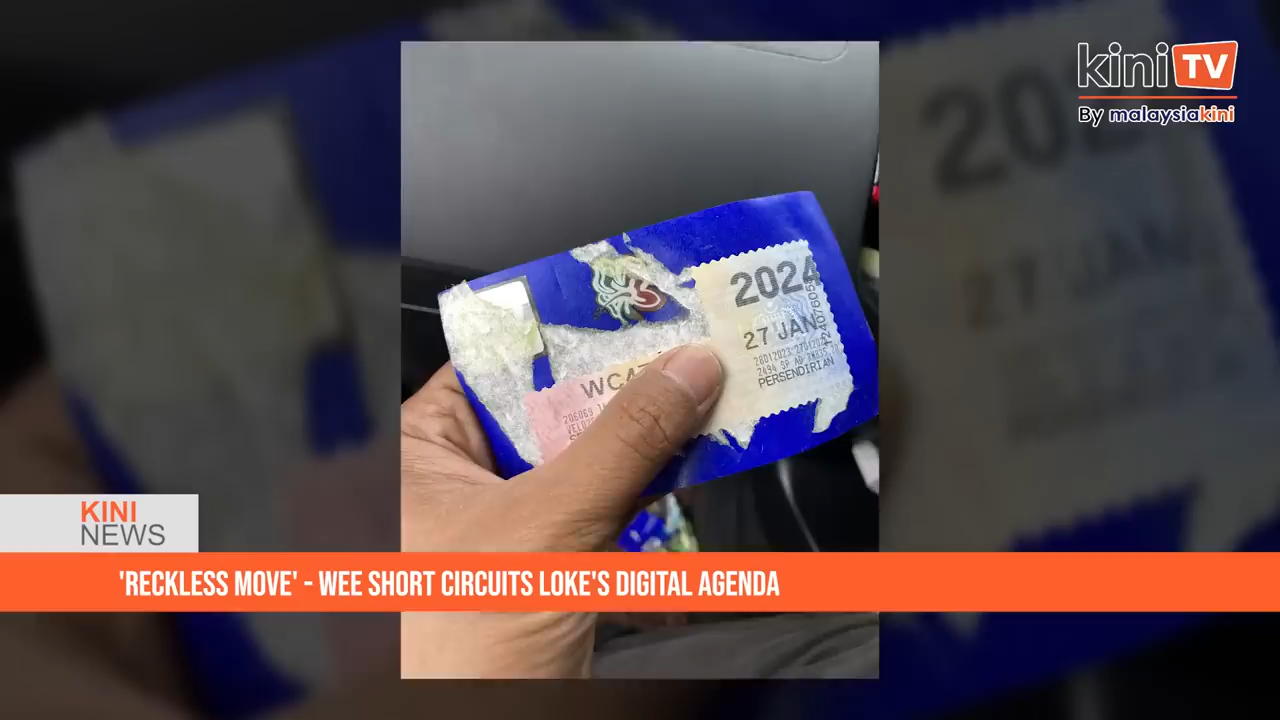 kini TV
By malaysiakini
2024
27 JAN
PERSENDIRIAN
KINI
NEWS
'RECKLESS MOVE' - WEE SHORT CIRCUITS LOKE'S DIGITAL AGENDA